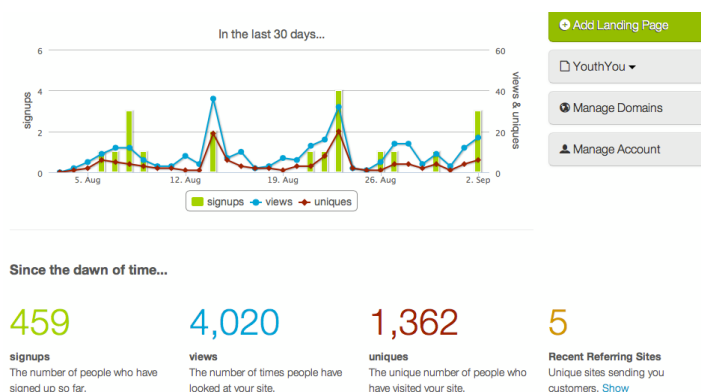 In the last 30 days...
6
4
2
0
signups
60
40
20
0
views & uniques
5. Aug
12. Aug
19. Aug
26. Aug
2. Sep
signups views uniques
Add Landing Page
YouthYou
Manage Domains
Manage Account
Since the dawn of time...
459
signups
The number of people who have
signed up so far.
4,020
views
The number of times people have
looked at your site.
1,362
uniques
The unique number of people who
have visited your site.
5
Recent Referring Sites
Unique sites sending you
customers. Show